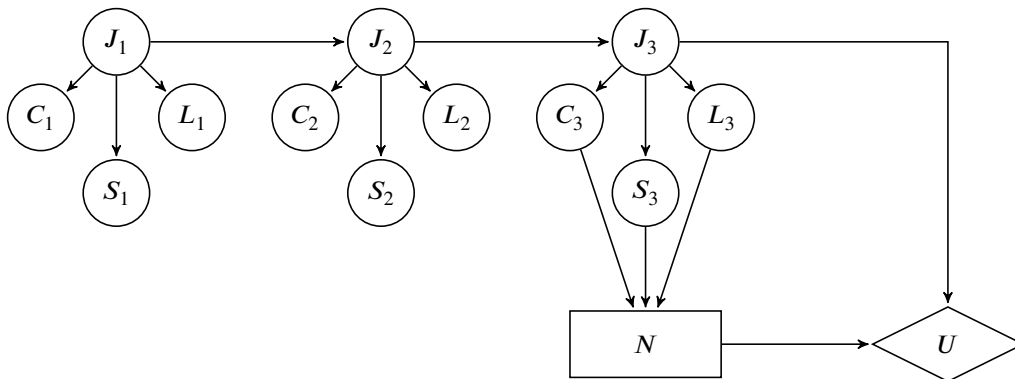 J₁ J₂ J₃
C₁ L₁ C₂ L₂ C₃ L₃
S₁ S₂ S₃
N U